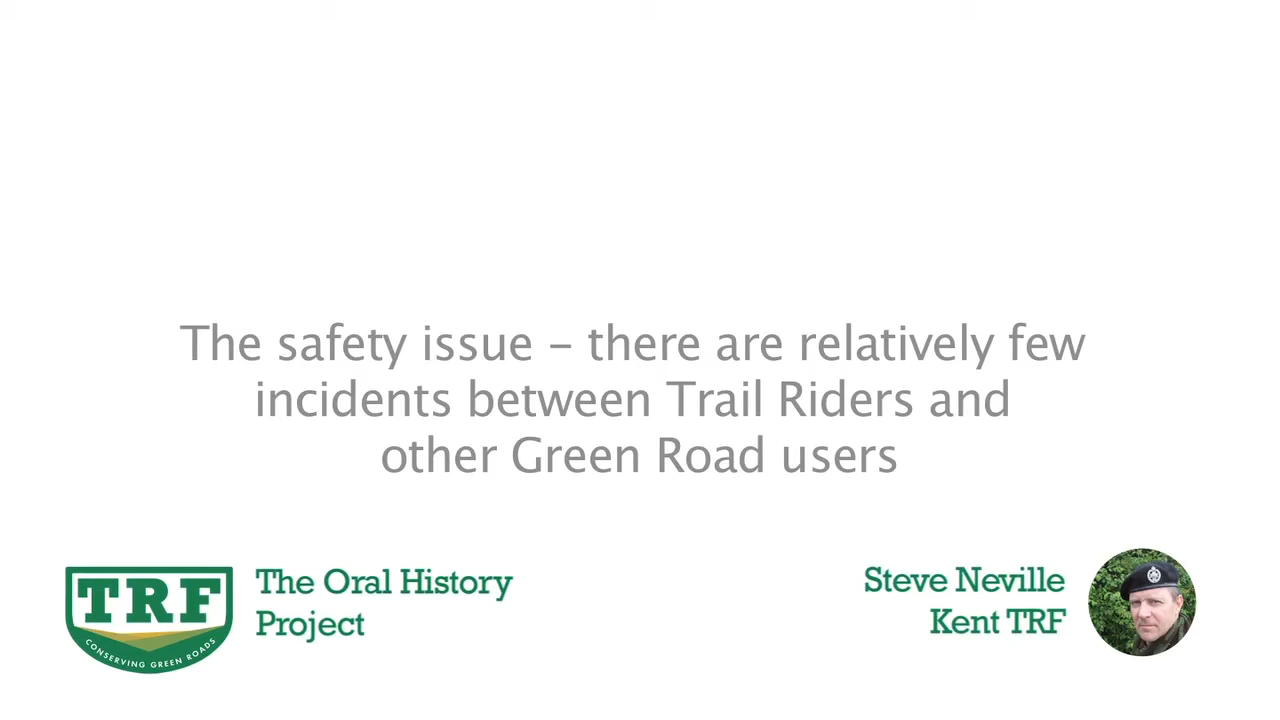 The safety issue – there are relatively few
incidents between Trail Riders and
other Green Road users
TRF
CONSERVING GREEN ROADS
The Oral History
Project
Steve Neville
Kent TRF